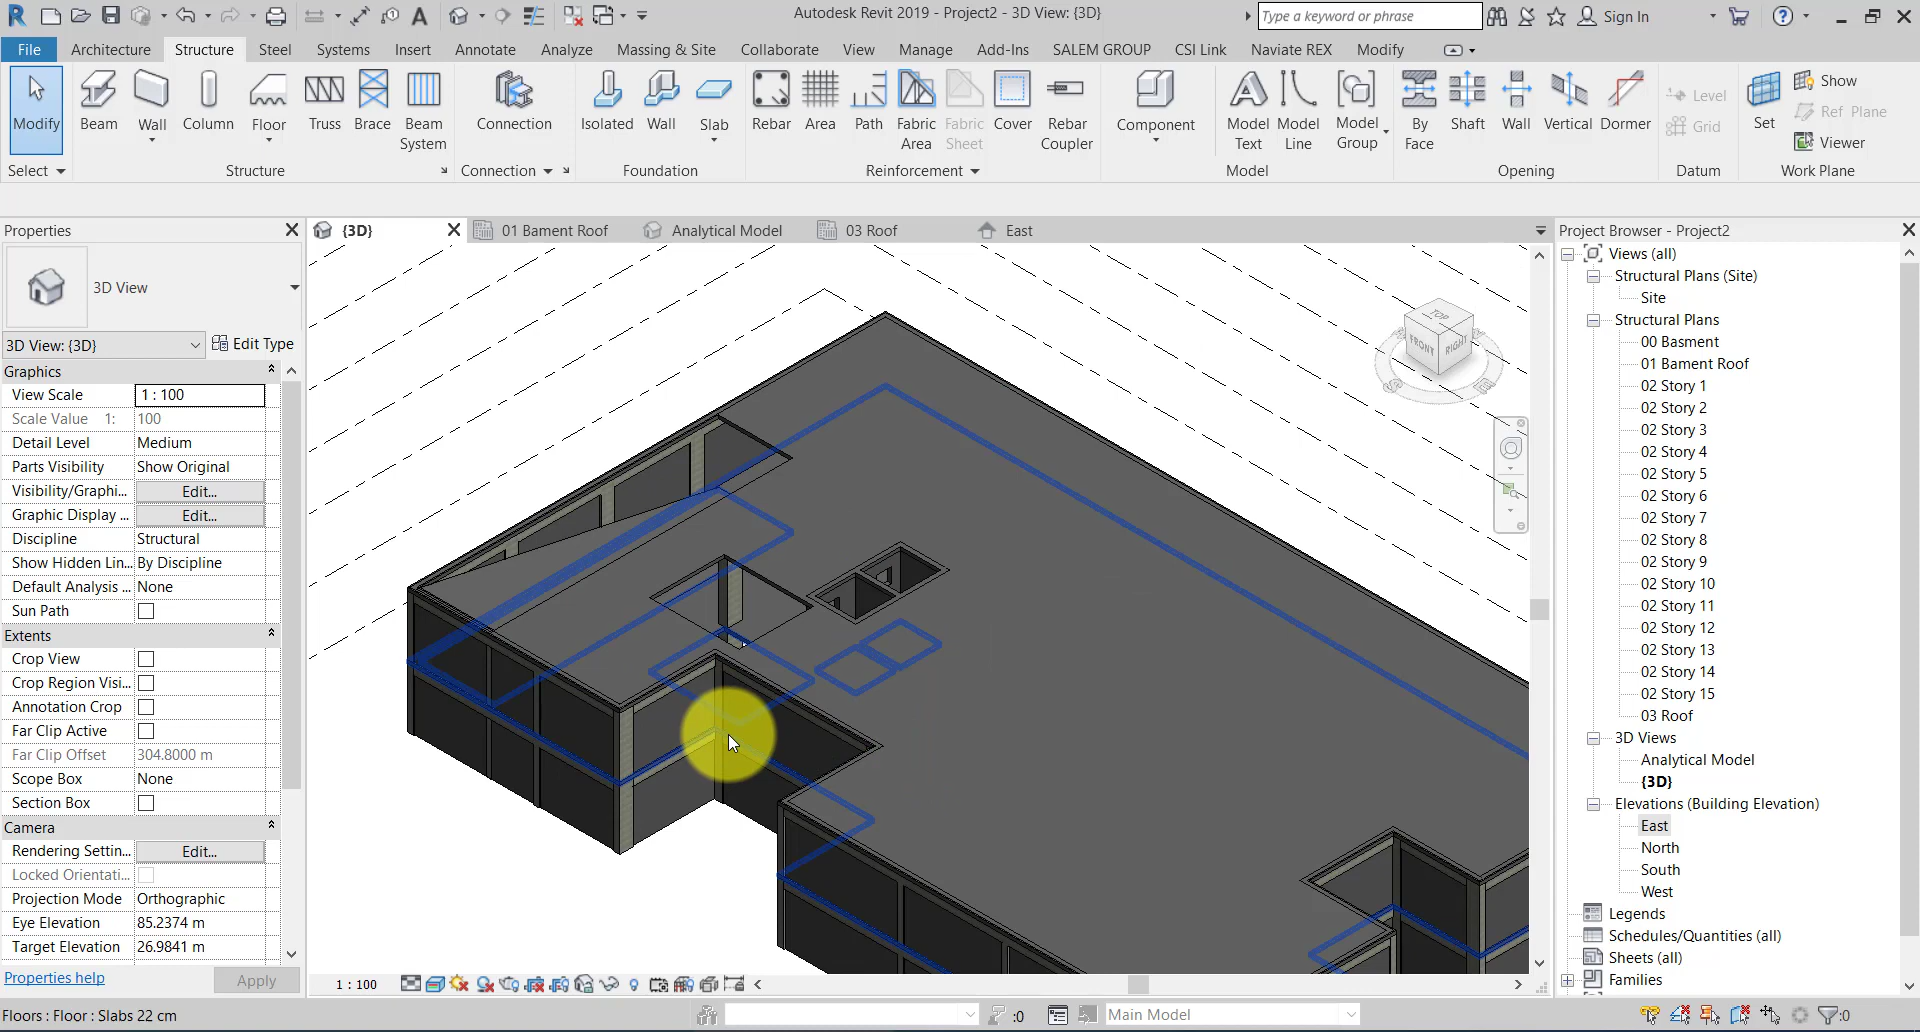 Autodesk Revit 2019 - Project2 - 3D View: {3D}
Type a keyword or phrase
Sign In
File Architecture Structure Steel Systems Insert Annotate Analyze Massing & Site Collaborate View Manage Add-Ins SALEM GROUP CSI Link Naviate REX Modify
Modify
Beam
Wall
Column
Floor
Truss
Brace
Beam System
Connection
Isolated
Wall
Slab
Rebar
Area
Path
Fabric Area
Fabric Sheet
Cover
Rebar Coupler
Component
Model Text
Model Line
Model Group
By Face
Shaft
Wall
Vertical
Dormer
Level
Grid
Set
Show
Ref Plane
Viewer
Select Structure Connection Foundation Reinforcement Model Opening Datum Work Plane
Properties
3D View
3D View: {3D}
Edit Type
Graphics
View Scale 1 : 100
Scale Value 1: 100
Detail Level Medium
Parts Visibility Show Original
Visibility/Graphi... Edit...
Graphic Display ... Edit...
Discipline Structural
Show Hidden Lin... By Discipline
Default Analysis ... None
Sun Path
Extents
Crop View
Crop Region Visi...
Annotation Crop
Far Clip Active
Far Clip Offset 304.8000 m
Scope Box None
Section Box
Camera
Rendering Settin... Edit...
Locked Orientati...
Projection Mode Orthographic
Eye Elevation 85.2374 m
Target Elevation 26.9841 m
Properties help
Apply
{3D}
01 Bament Roof
Analytical Model
03 Roof
East
TOP
FRONT
RIGHT
1 : 100
Project Browser - Project2
Views (all)
Structural Plans (Site)
Site
Structural Plans
00 Basment
01 Bament Roof
02 Story 1
02 Story 2
02 Story 3
02 Story 4
02 Story 5
02 Story 6
02 Story 7
02 Story 8
02 Story 9
02 Story 10
02 Story 11
02 Story 12
02 Story 13
02 Story 14
02 Story 15
03 Roof
3D Views
Analytical Model
{3D}
Elevations (Building Elevation)
East
North
South
West
Legends
Schedules/Quantities (all)
Sheets (all)
Families
Floors : Floor : Slabs 22 cm
:0
Main Model
:0